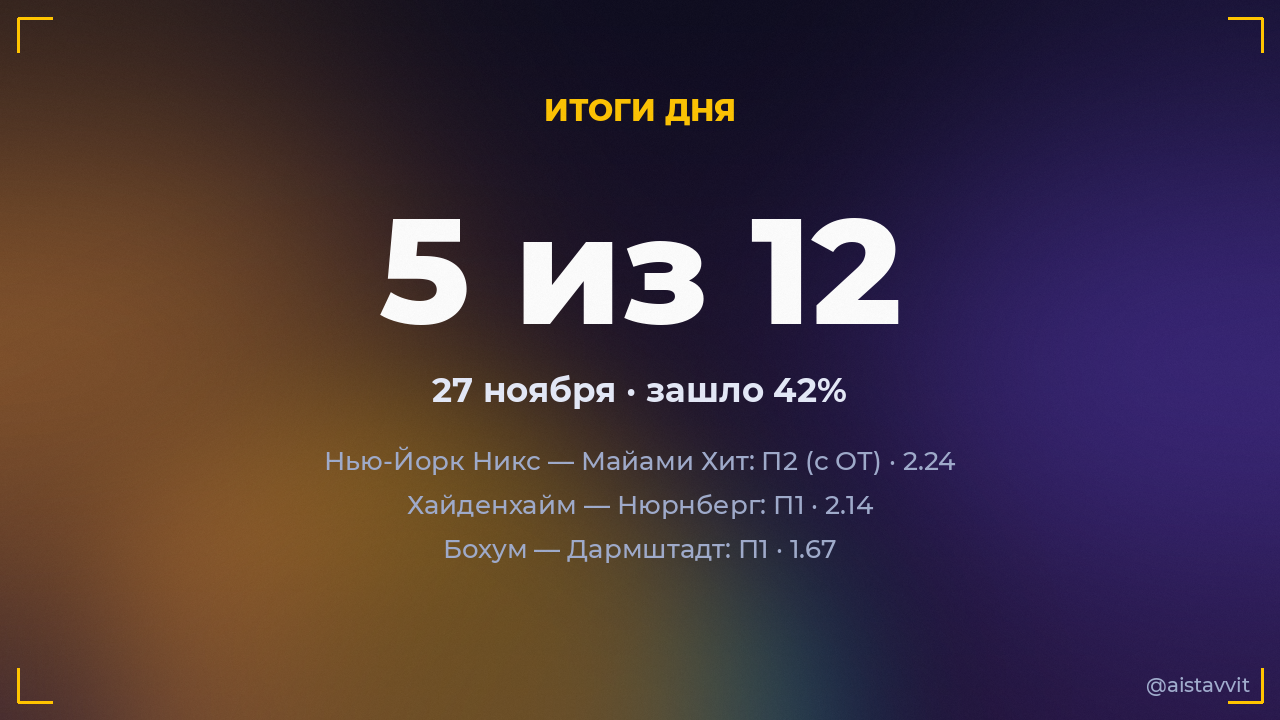 ИТОГИ ДНЯ
5 из 12
27 ноября · зашло 42%
Нью-Йорк Никс — Майами Хит: П2 (с ОТ) · 2.24
Хайденхайм — Нюрнберг: П1 · 2.14
Бохум — Дармштадт: П1 · 1.67
@aistavvit